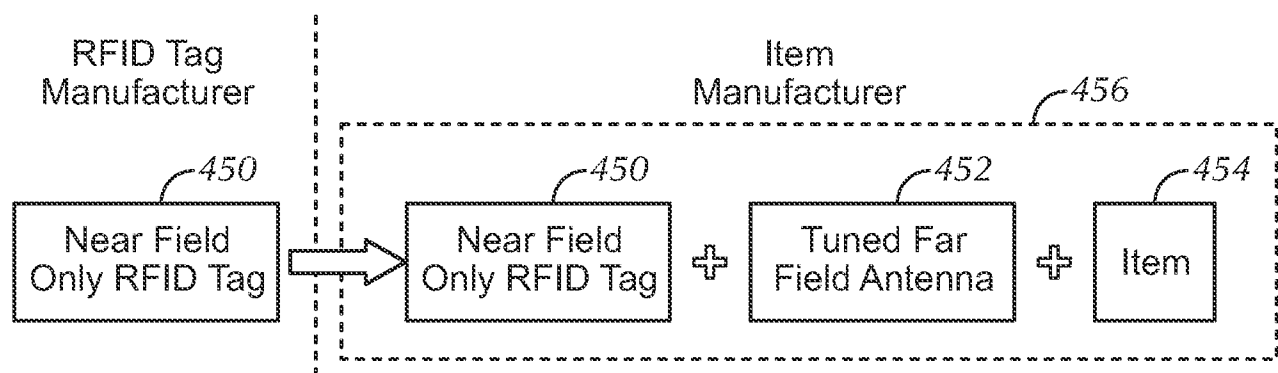 RFID Tag
Manufacturer
Item
Manufacturer
456
450
450
452
454
Near Field
Only RFID Tag
Near Field
Only RFID Tag
+
Tuned Far
Field Antenna
+
Item